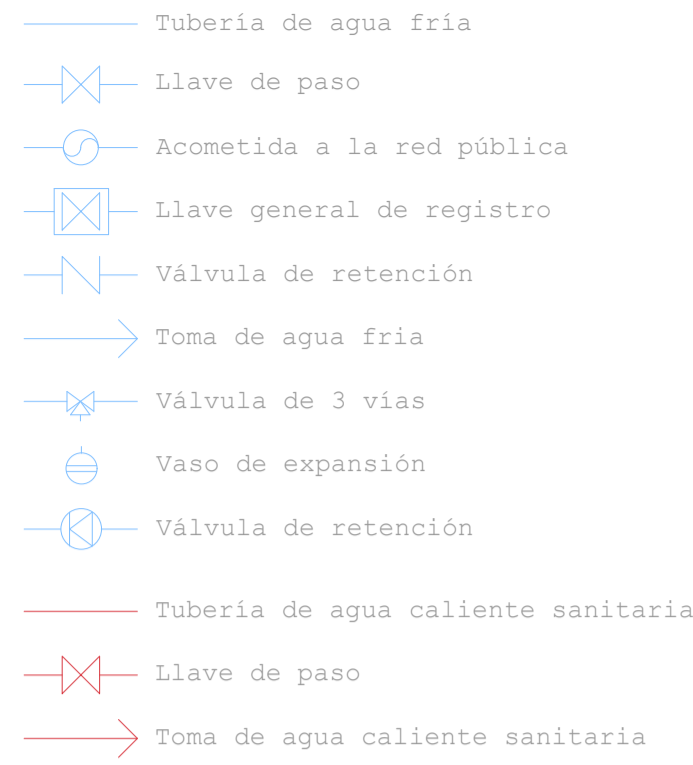 Tubería de agua fría
Llave de paso
Acometida a la red pública
Llave general de registro
Válvula de retención
Toma de agua fria
Válvula de 3 vías
Vaso de expansión
Válvula de retención
Tubería de agua caliente sanitaria
Llave de paso
Toma de agua caliente sanitaria